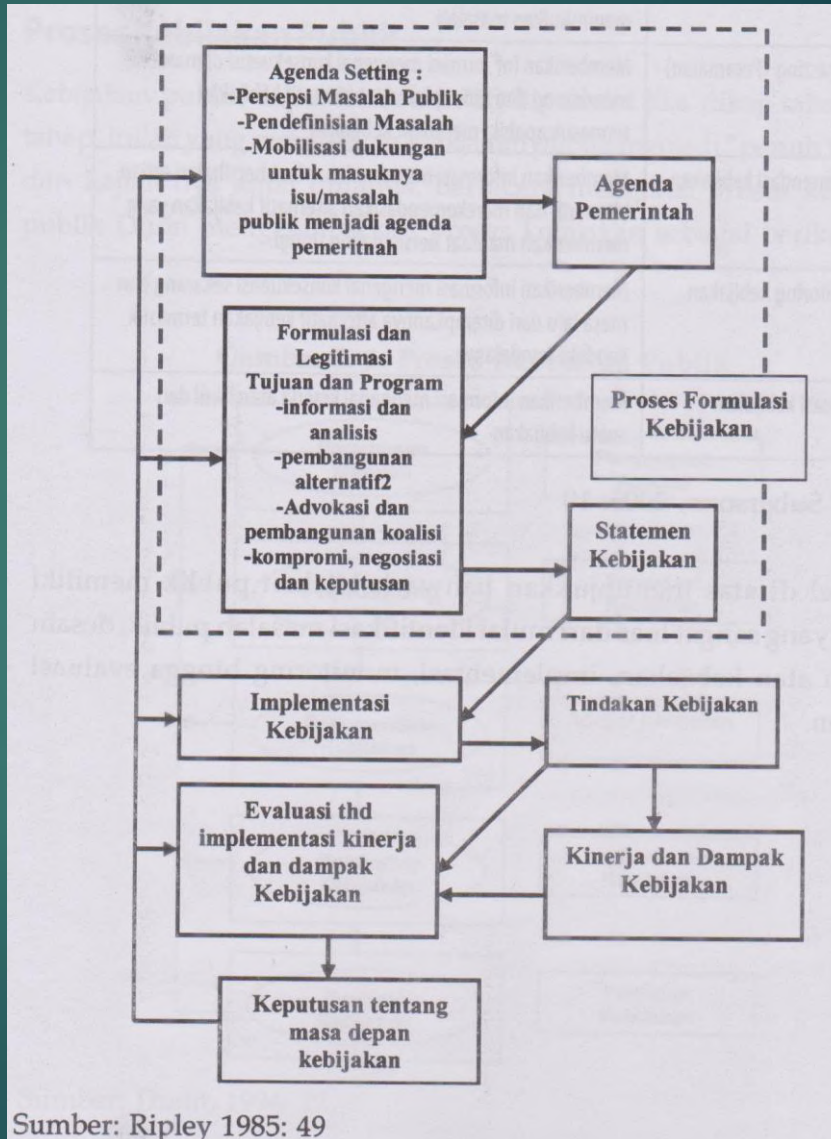 Agenda Setting :
-Persepsi Masalah Publik
-Pendefinisian Masalah
-Mobilisasi dukungan
untuk masuknya
isu/masalah
publik menjadi agenda
pemeritnah
Agenda
Pemerintah
Formulasi dan
Legitimasi
Tujuan dan Program
-informasi dan
analisis
-pembangunan
alternatif2
-Advokasi dan
pembangunan koalisi
-kompromi, negosiasi
dan keputusan
Proses Formulasi
Kebijakan
Statemen
Kebijakan
Implementasi
Kebijakan
Tindakan Kebijakan
Evaluasi thd
implementasi kinerja
dan dampak
Kebijakan
Kinerja dan Dampak
Kebijakan
Keputusan tentang
masa depan
kebijakan
Sumber: Ripley 1985: 49